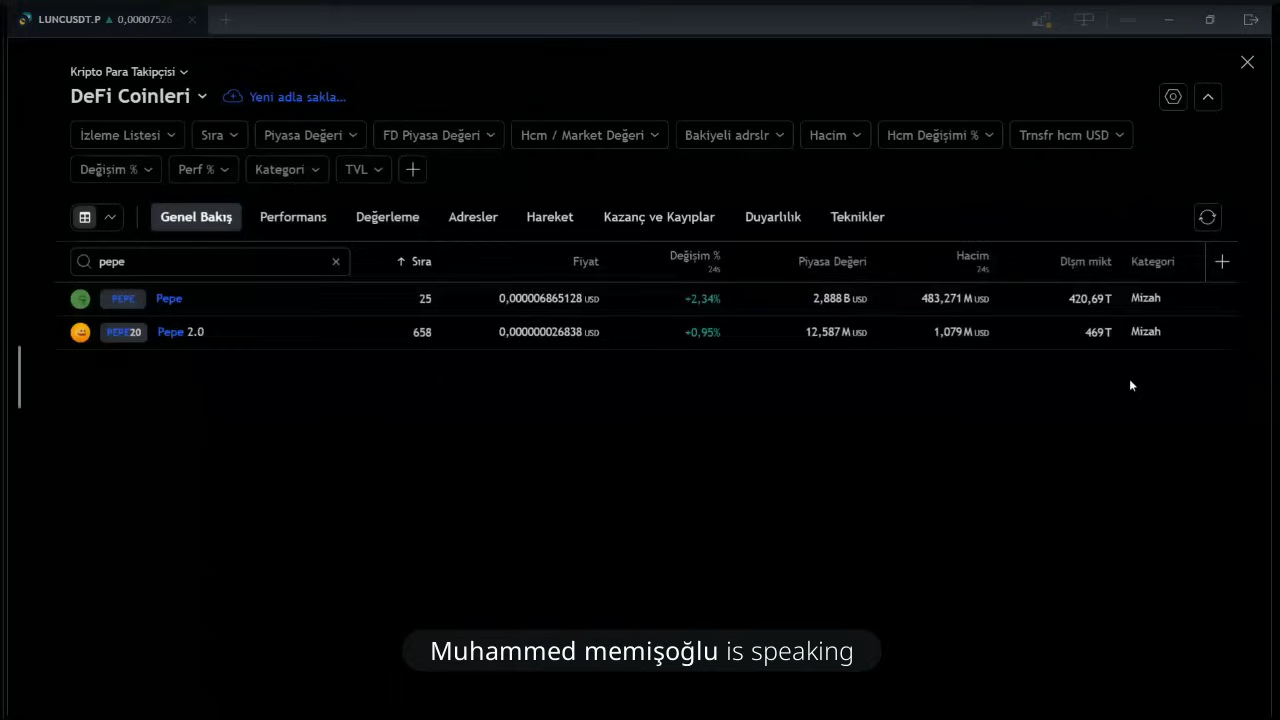 LUNCUSDT.P ▲ 0,00007526
Kripto Para Takipçisi
DeFi Coinleri Yeni adla sakla...
İzleme Listesi Sıra Piyasa Değeri FD Piyasa Değeri Hcm / Market Değeri Bakiyeli adrslr Hacim Hcm Değişimi % Trnsfr hcm USD
Değişim % Perf % Kategori TVL
Genel Bakış Performans Değerleme Adresler Hareket Kazanç ve Kayıplar Duyarlılık Teknikler
pepe ↑ Sıra Fiyat Değişim % 24s Piyasa Değeri Hacim 24s Dlşm mikt Kategori
PEPE Pepe 25 0,000006865128 USD +2,34% 2,888 B USD 483,271 M USD 420,69 T Mizah
PEPE20 Pepe 2.0 658 0,000000026838 USD +0,95% 12,587 M USD 1,079 M USD 469 T Mizah
Muhammed memişoğlu is speaking